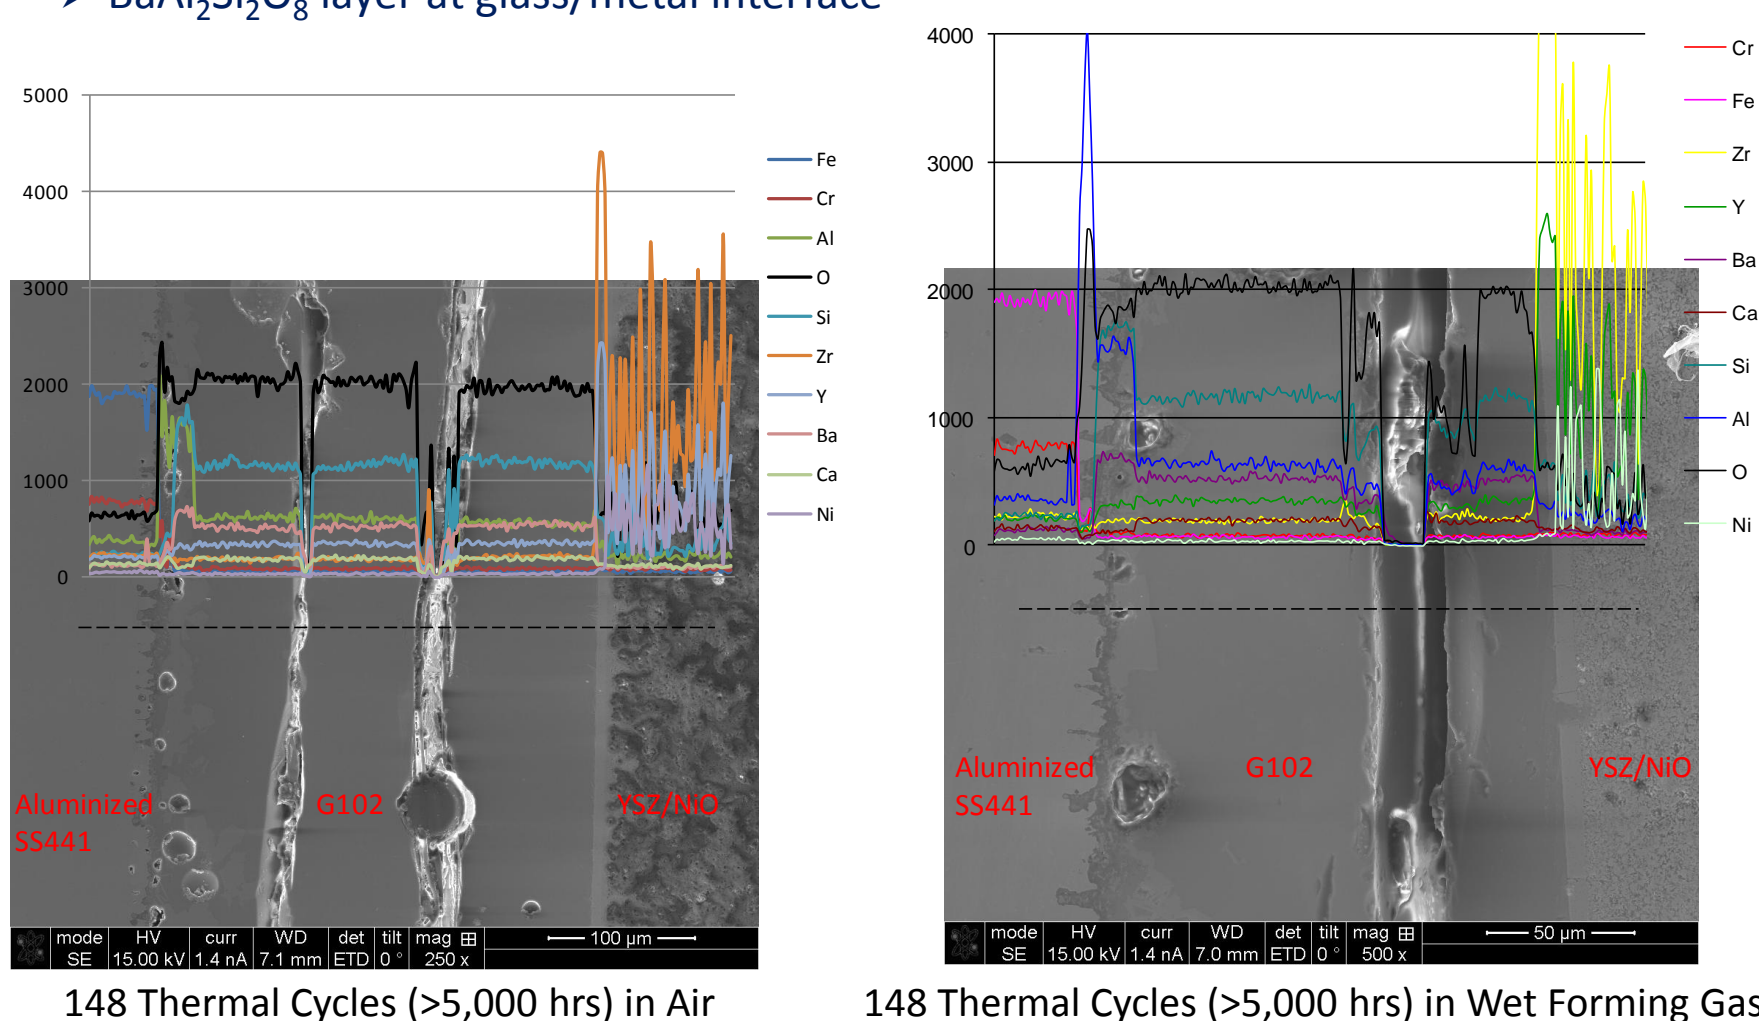 ➤ BaAl2Si2O8 layer at glass/metal interface
5000
4000
3000
2000
1000
0
Fe
Cr
Al
O
Si
Zr
Y
Ba
Ca
Ni
Aluminized
SS441
G102
YSZ/NiO
mode HV curr WD det tilt mag
SE 15.00 kV 1.4 nA 7.1 mm ETD 0 ° 250 x
100 µm
148 Thermal Cycles (>5,000 hrs) in Air
4000
3000
2000
1000
0
Cr
Fe
Zr
Y
Ba
Ca
Si
Al
O
Ni
Aluminized
SS441
G102
YSZ/NiO
mode HV curr WD det tilt mag
SE 15.00 kV 1.4 nA 7.0 mm ETD 0 ° 500 x
50 µm
148 Thermal Cycles (>5,000 hrs) in Wet Forming Gas